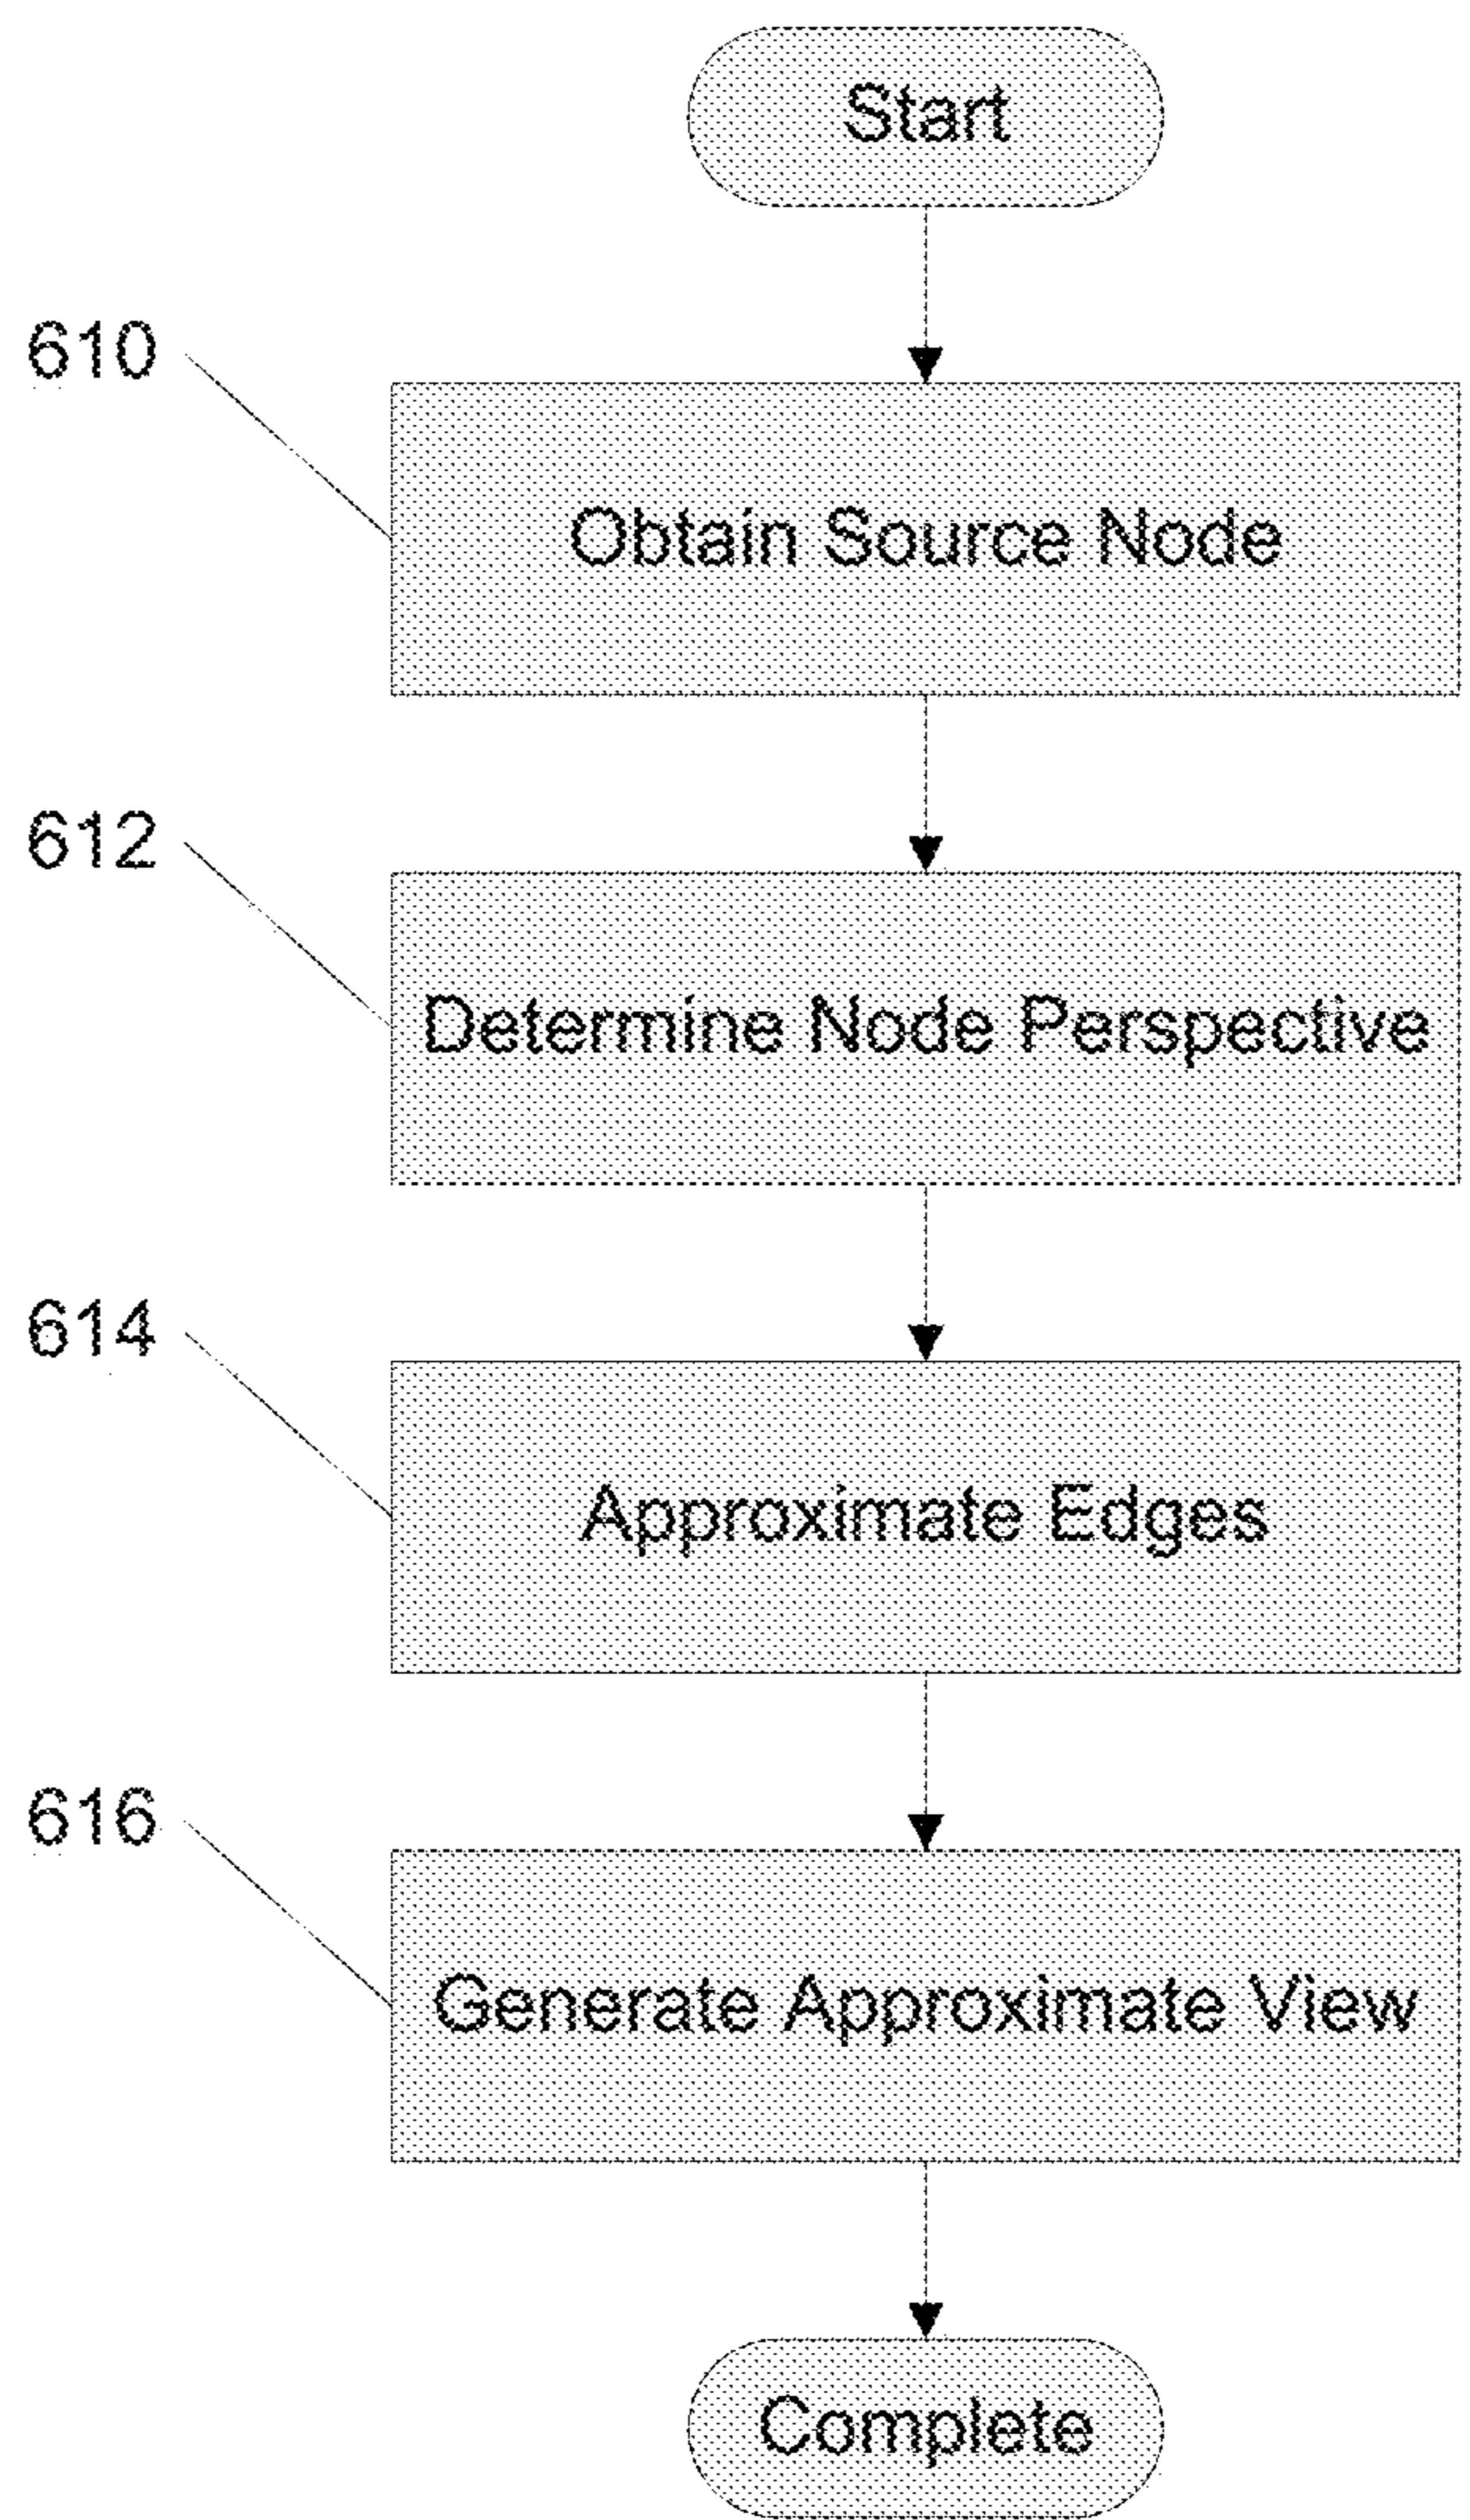 Start
610
Obtain Source Node
612
Determine Node Perspective
614
Approximate Edges
616
Generate Approximate View
Complete